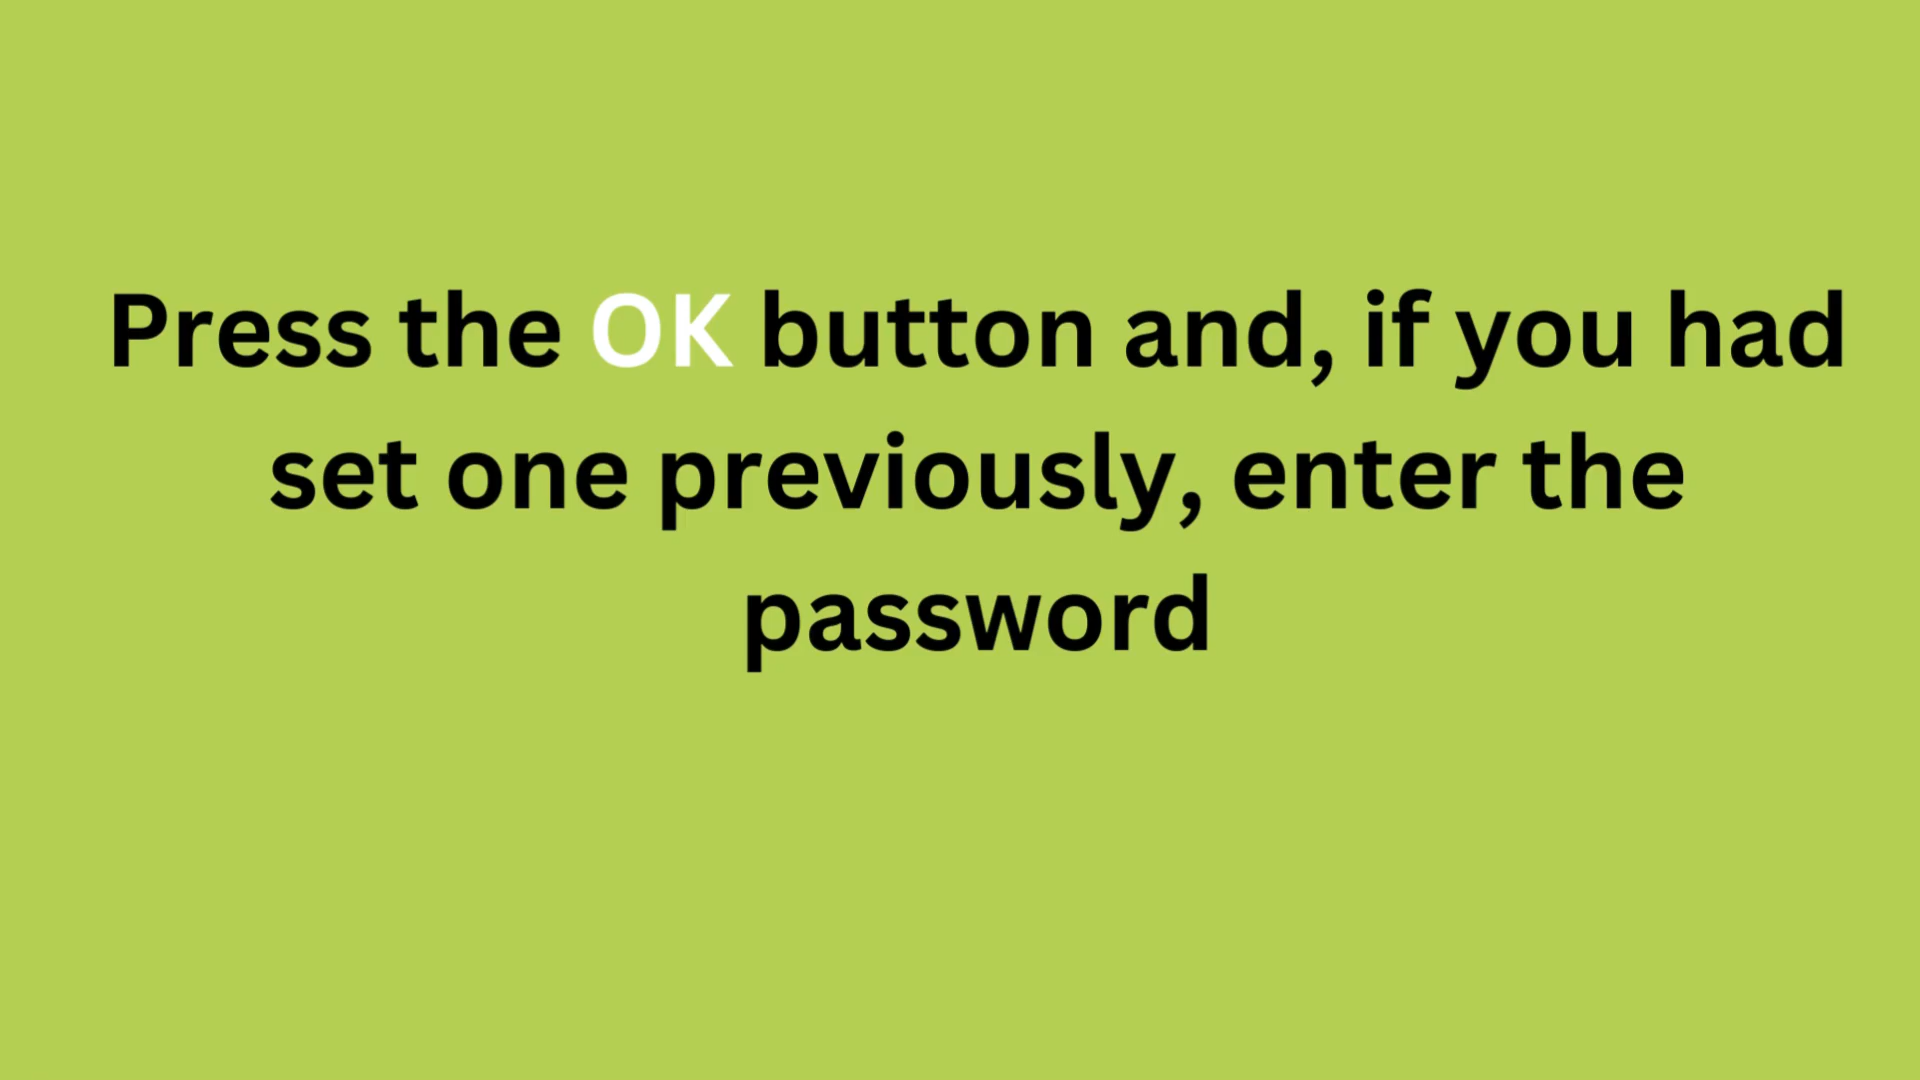 Press the OK button and, if you had
set one previously, enter the
password